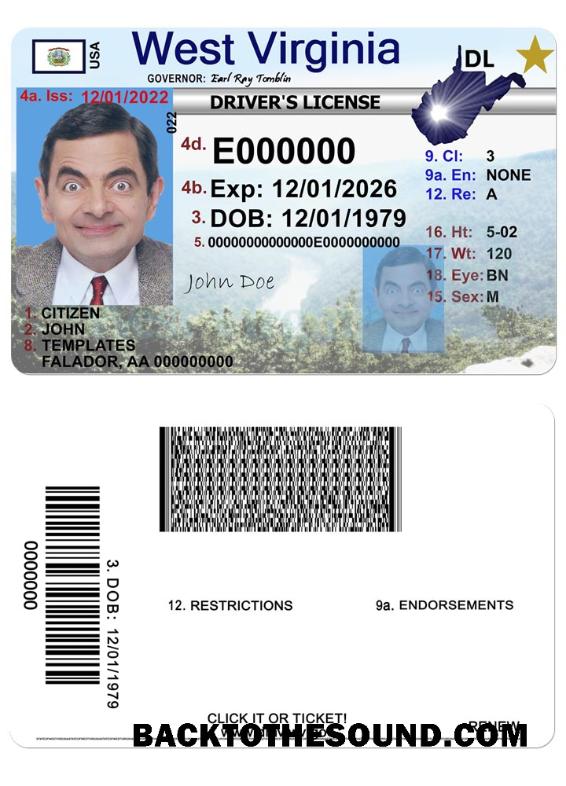 USA
West Virginia
DL
GOVERNOR: Earl Ray Tomblin
4a. Iss: 12/01/2022
DRIVER'S LICENSE
022
4d. E000000
9. Cl: 3
9a. En: NONE
4b. Exp: 12/01/2026
12. Re: A
3. DOB: 12/01/1979
5. 00000000000000E0000000000
16. Ht: 5-02
17. Wt: 120
John Doe
18. Eye: BN
15. Sex: M
1. CITIZEN
2. JOHN
8. TEMPLATES
FALADOR, AA 000000000
0000000
3. DOB: 12/01/1979
12. RESTRICTIONS
9a. ENDORSEMENTS
CLICK IT OR TICKET!
RENEW
BACKTOTHESOUND.COM